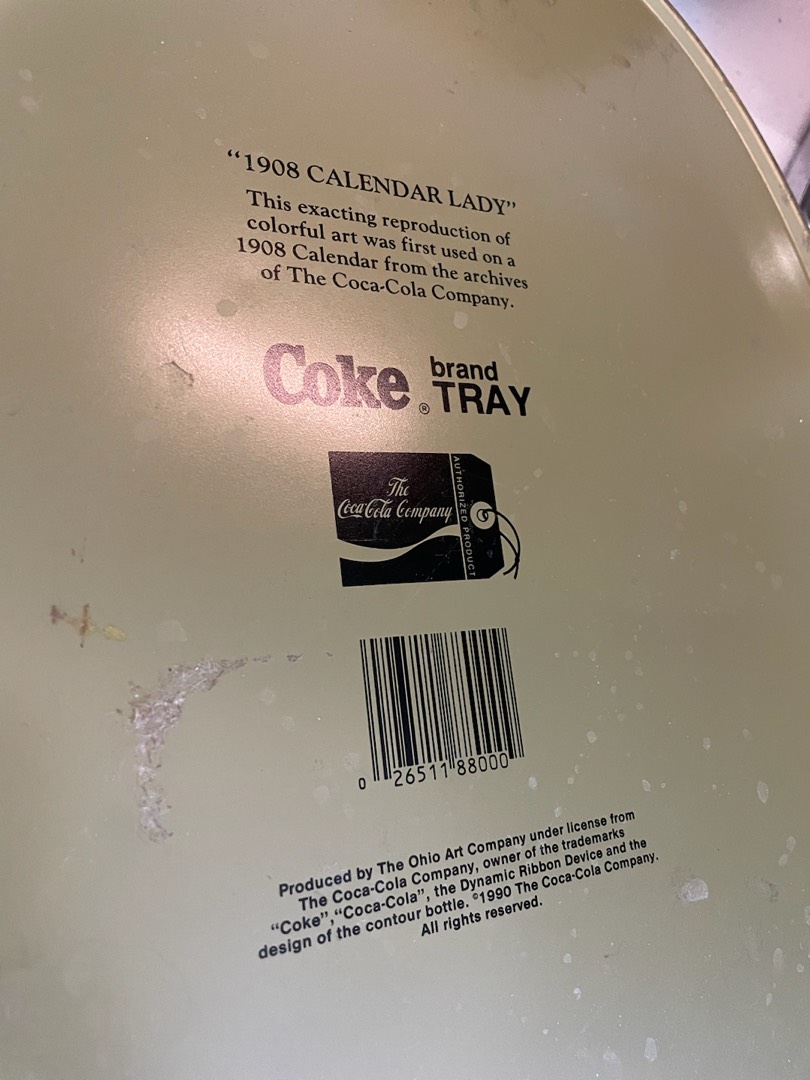 “1908 CALENDAR LADY”
This exacting reproduction of
colorful art was first used on a
1908 Calendar from the archives
of The Coca-Cola Company.
Coke® brand
TRAY
The
Coca-Cola Company
AUTHORIZED PRODUCT
0 26511 88000
Produced by The Ohio Art Company under license from
The Coca-Cola Company, owner of the trademarks
“Coke”,“Coca-Cola”, the Dynamic Ribbon Device and the
design of the contour bottle. ©1990 The Coca-Cola Company.
All rights reserved.